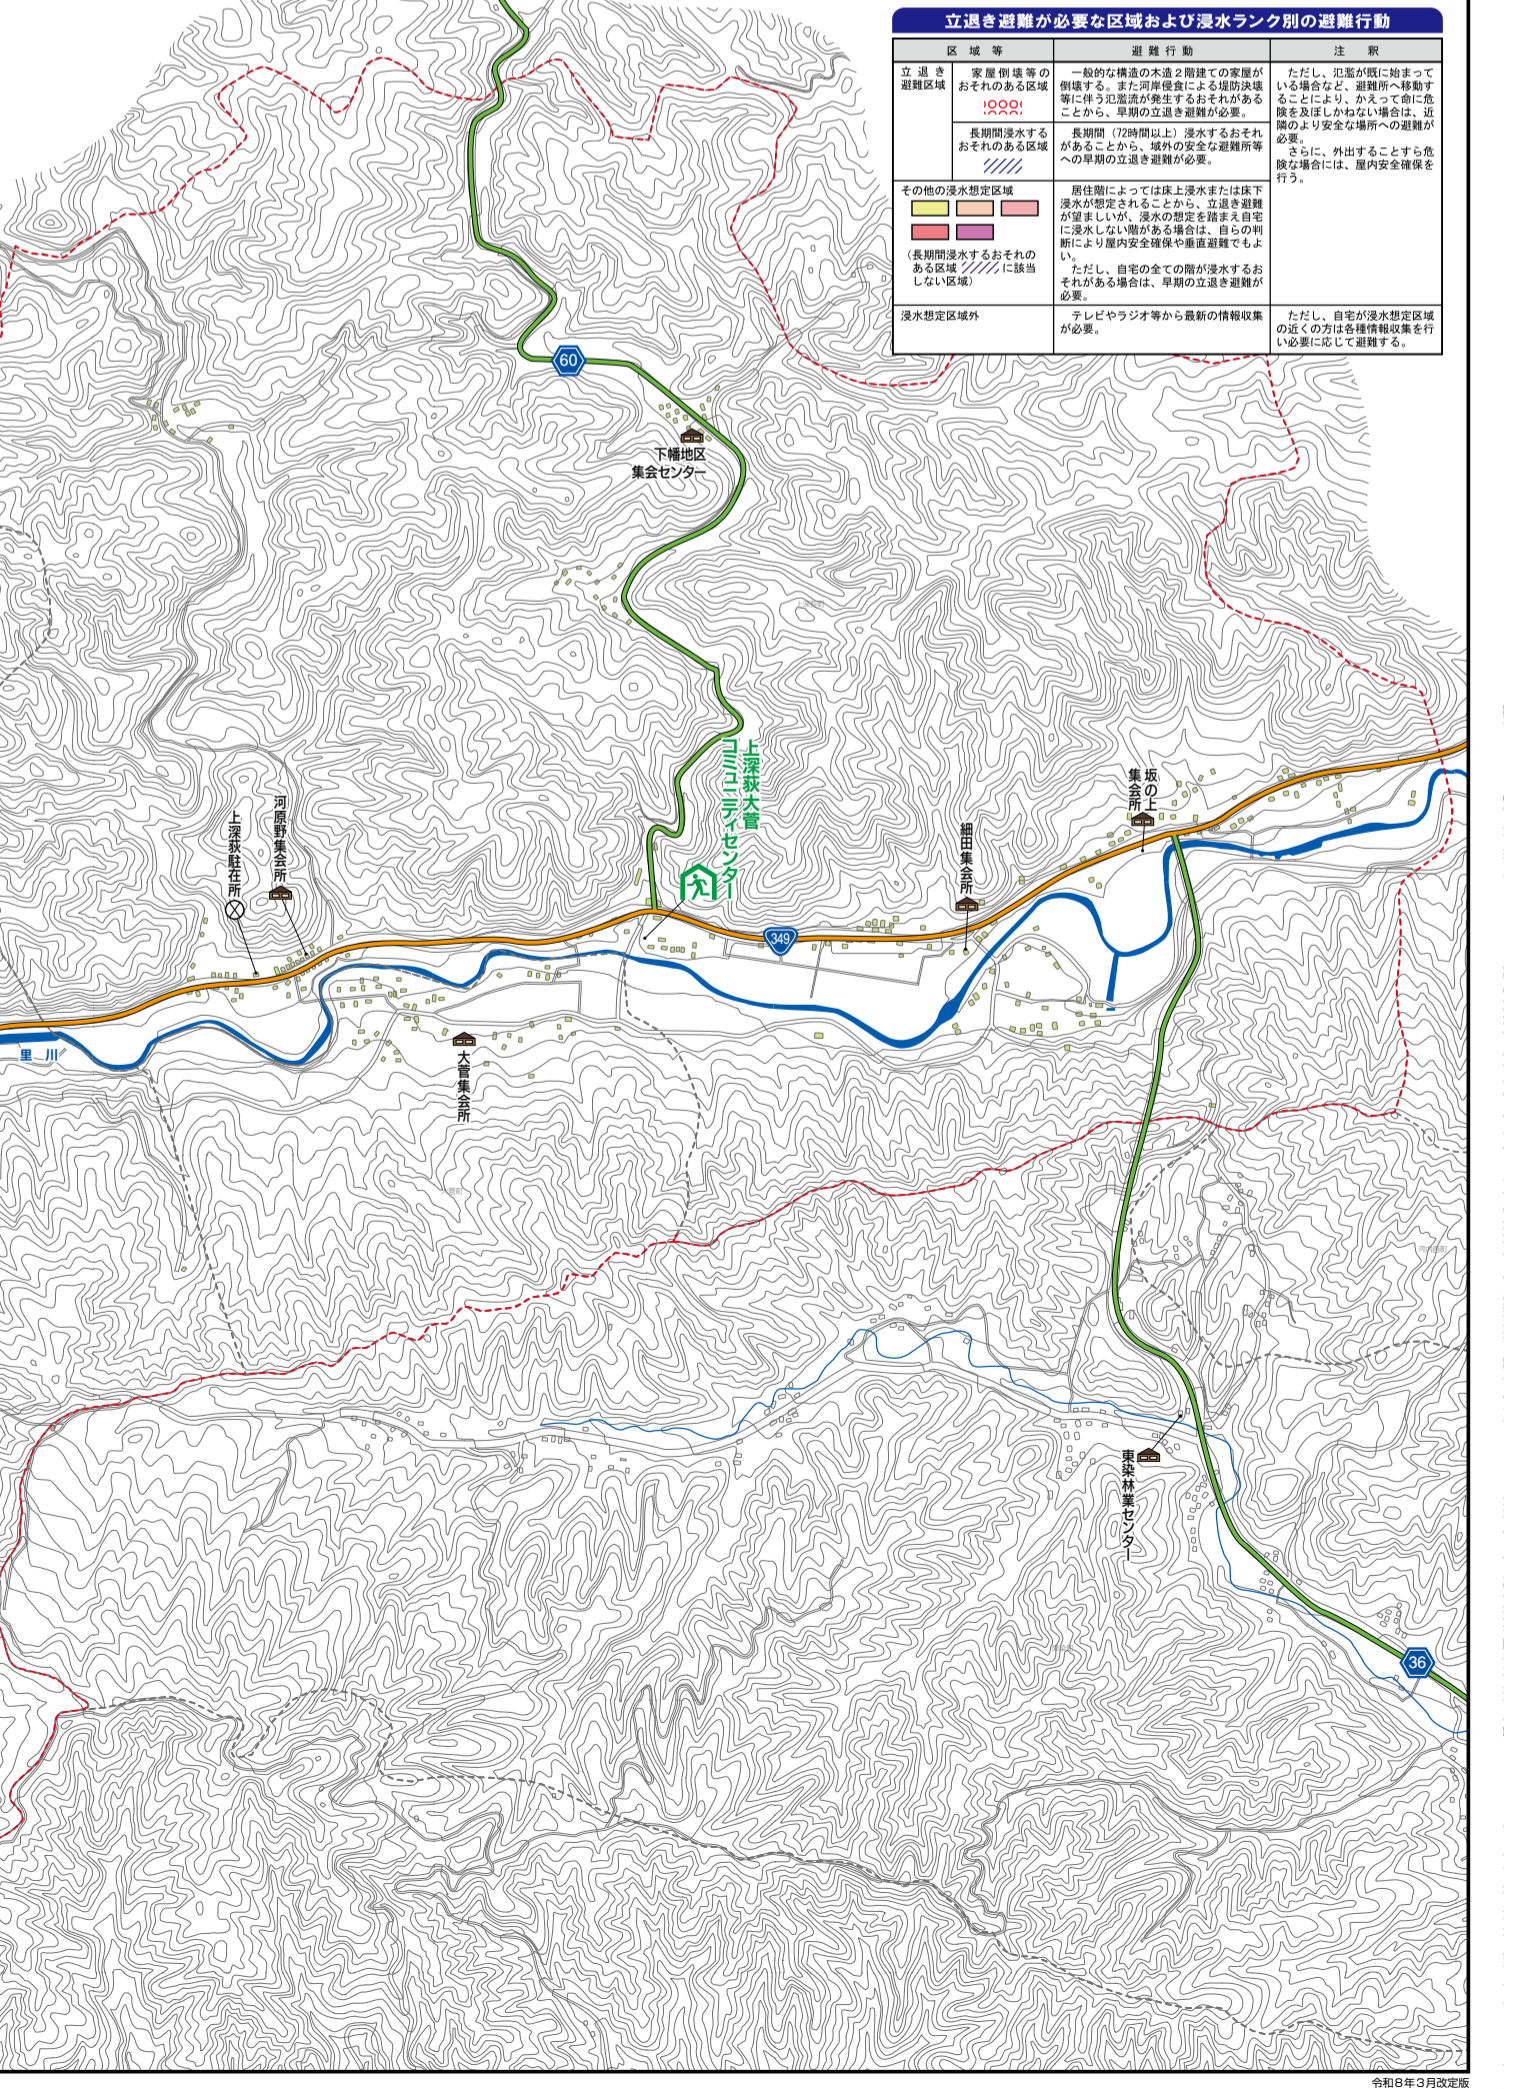 立退き避難が必要な区域および浸水ランク別の避難行動
区域等
避難行動
注釈
立退き
避難区域
家屋倒壊等の
おそれのある区域
一般的な構造の木造2階建ての家屋が
倒壊する。また河岸侵食による堤防決壊
等に伴う氾濫流が発生するおそれがある
ことから、早期の立退き避難が必要。
ただし、氾濫が既に始まって
いる場合など、避難所へ移動す
ることにより、かえって命に危
険を及ぼしかねない場合は、近
隣のより安全な場所への避難が
必要。
さらに、外出することすら危
険な場合には、屋内安全確保を
行う。
長期間浸水する
おそれのある区域
長期間(72時間以上)浸水するおそれ
があることから、域外の安全な避難所等
への早期の立退き避難が必要。
その他の浸水想定区域
(長期間浸水するおそれの
ある区域 に該当
しない区域)
居住階によっては床上浸水または床下
浸水が想定されることから、立退き避難
が望ましいが、浸水の想定を踏まえ自宅
に浸水しない階がある場合は、自らの判
断により屋内安全確保や垂直避難でもよ
い。
ただし、自宅の全ての階が浸水するお
それがある場合は、早期の立退き避難が
必要。
浸水想定区域外
テレビやラジオ等から最新の情報収集
が必要。
ただし、自宅が浸水想定区域
の近くの方は各種情報収集を行
い必要に応じて避難する。
60
下幡地区
集会センター
上深荻大菅
コミュニティセンター
坂の上
集会所
細田集会所
河原野集会所
上深荻駐在所
349
里川
大菅集会所
東染林業センター
36
令和8年3月改定版